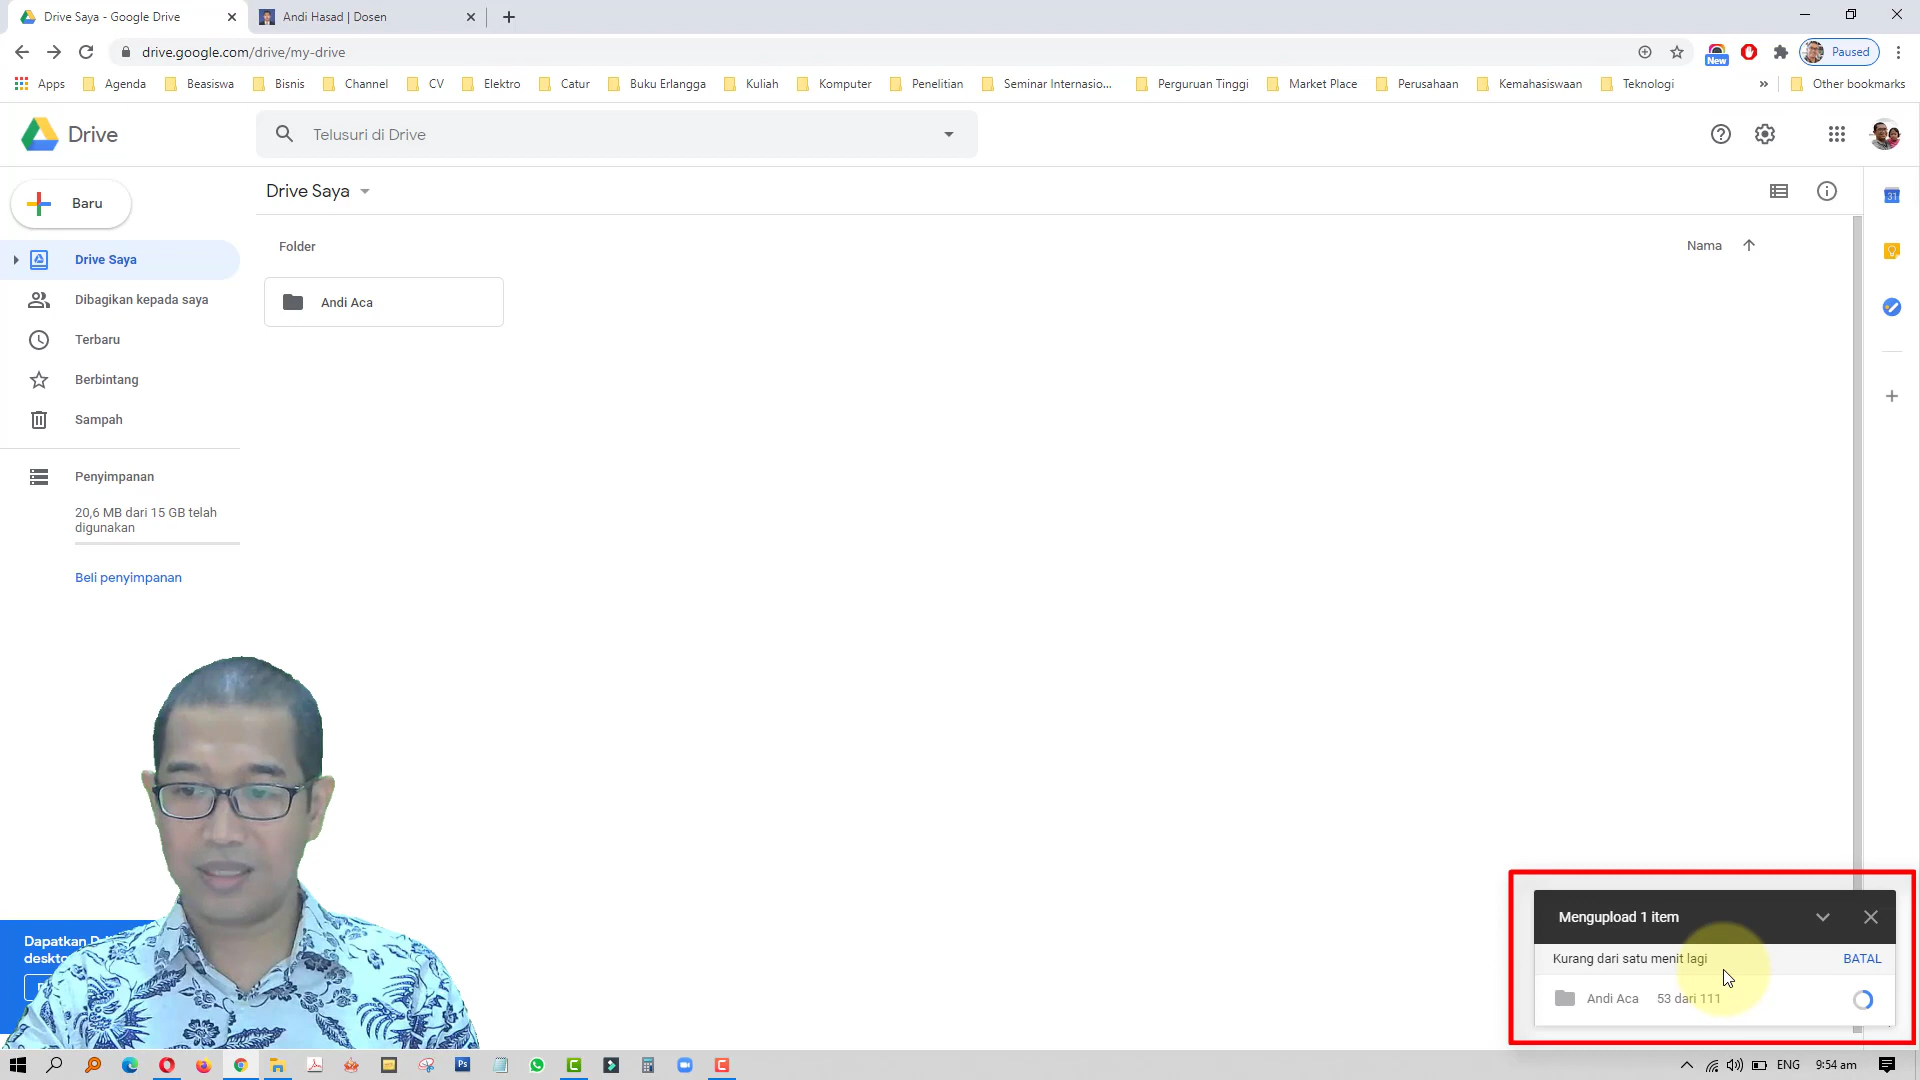 Drive Saya - Google Drive
Andi Hasad | Dosen
drive.google.com/drive/my-drive
New
Paused
Apps
Agenda
Beasiswa
Bisnis
Channel
CV
Elektro
Catur
Buku Erlangga
Kuliah
Komputer
Penelitian
Seminar Internasio...
Perguruan Tinggi
Market Place
Perusahaan
Kemahasiswaan
Teknologi
Other bookmarks
Drive
Telusuri di Drive
Baru
Drive Saya
31
Folder
Nama
Drive Saya
Andi Aca
Dibagikan kepada saya
Terbaru
Berbintang
Sampah
Penyimpanan
20,6 MB dari 15 GB telah
digunakan
Beli penyimpanan
Dapatkan
deskto
Mengupload 1 item
Kurang dari satu menit lagi
BATAL
Andi Aca
53 dari 111
Ps
ENG
9:54 am